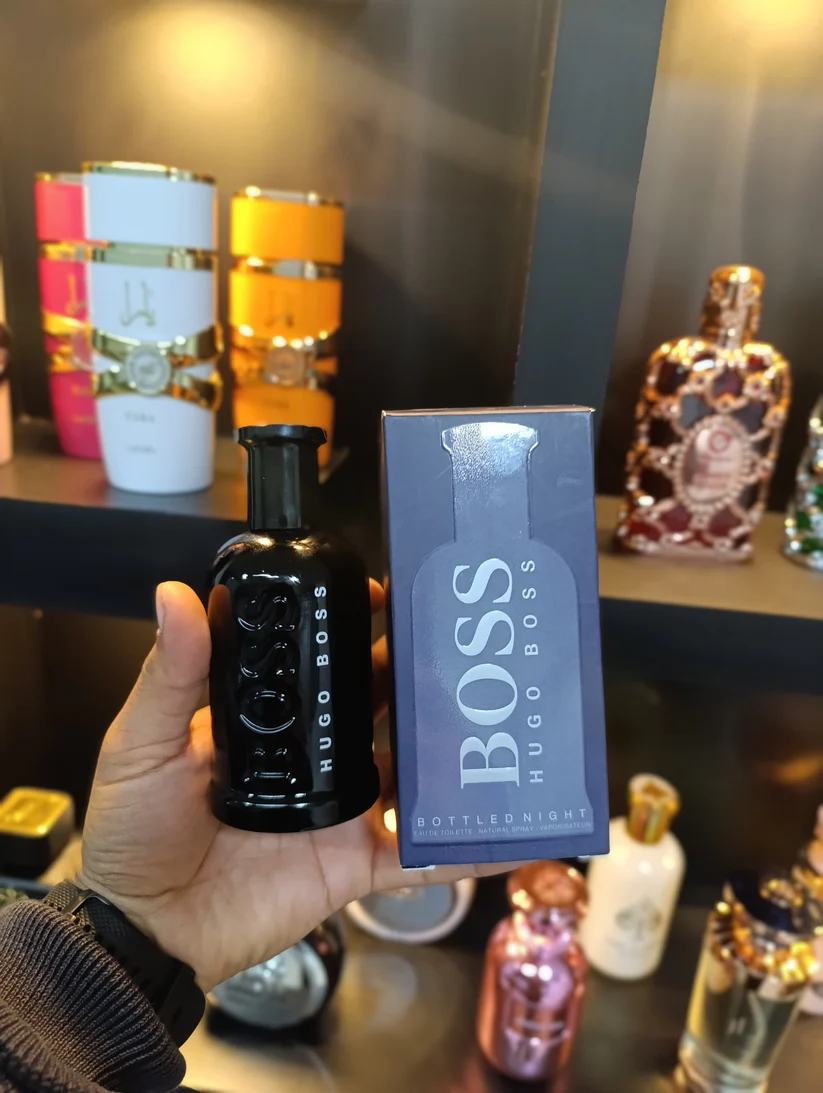 BOSS
HUGO BOSS
BOSS
HUGO BOSS
BOTTLED NIGHT
EAU DE TOILETTE · NATURAL SPRAY · VAPORISATEUR